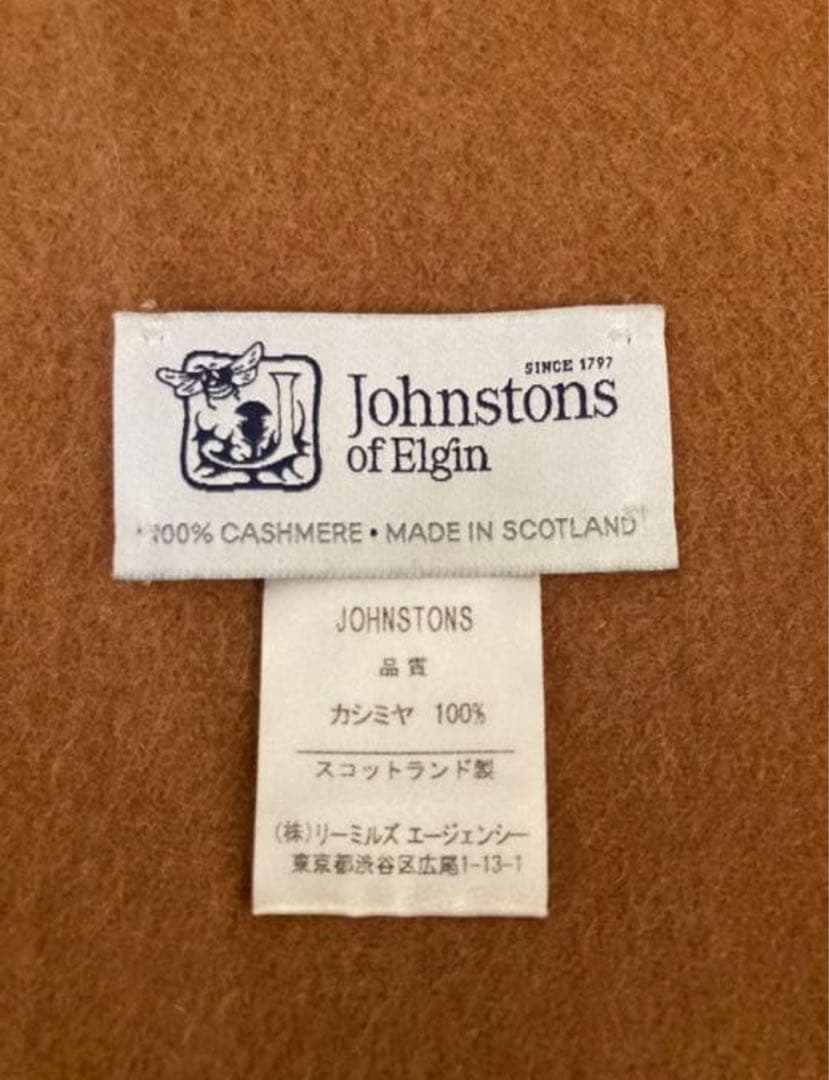 SINCE 1797
Johnstons
of Elgin
100% CASHMERE • MADE IN SCOTLAND
JOHNSTONS
品質
カシミヤ 100%
スコットランド製
(株)リーミルズ エージェンシー
東京都渋谷区広尾1-13-1